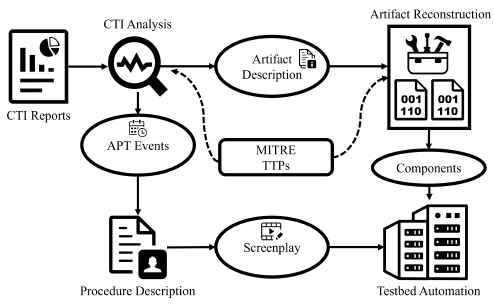 CTI Analysis
Artifact Reconstruction
Artifact
Description
001
110
001
110
CTI Reports
APT Events
MITRE
TTPs
Components
Screenplay
Procedure Description
Testbed Automation